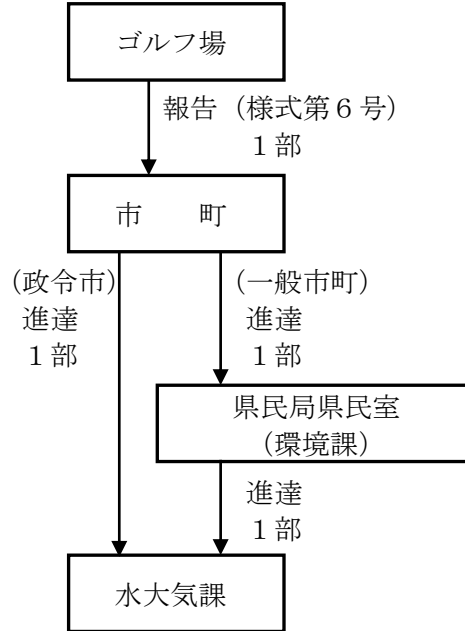 ゴルフ場
報告（様式第６号）
１部
市　　町
(政令市)
進達
１部
(一般市町)
進達
１部
県民局県民室
（環境課）
進達
１部
水大気課